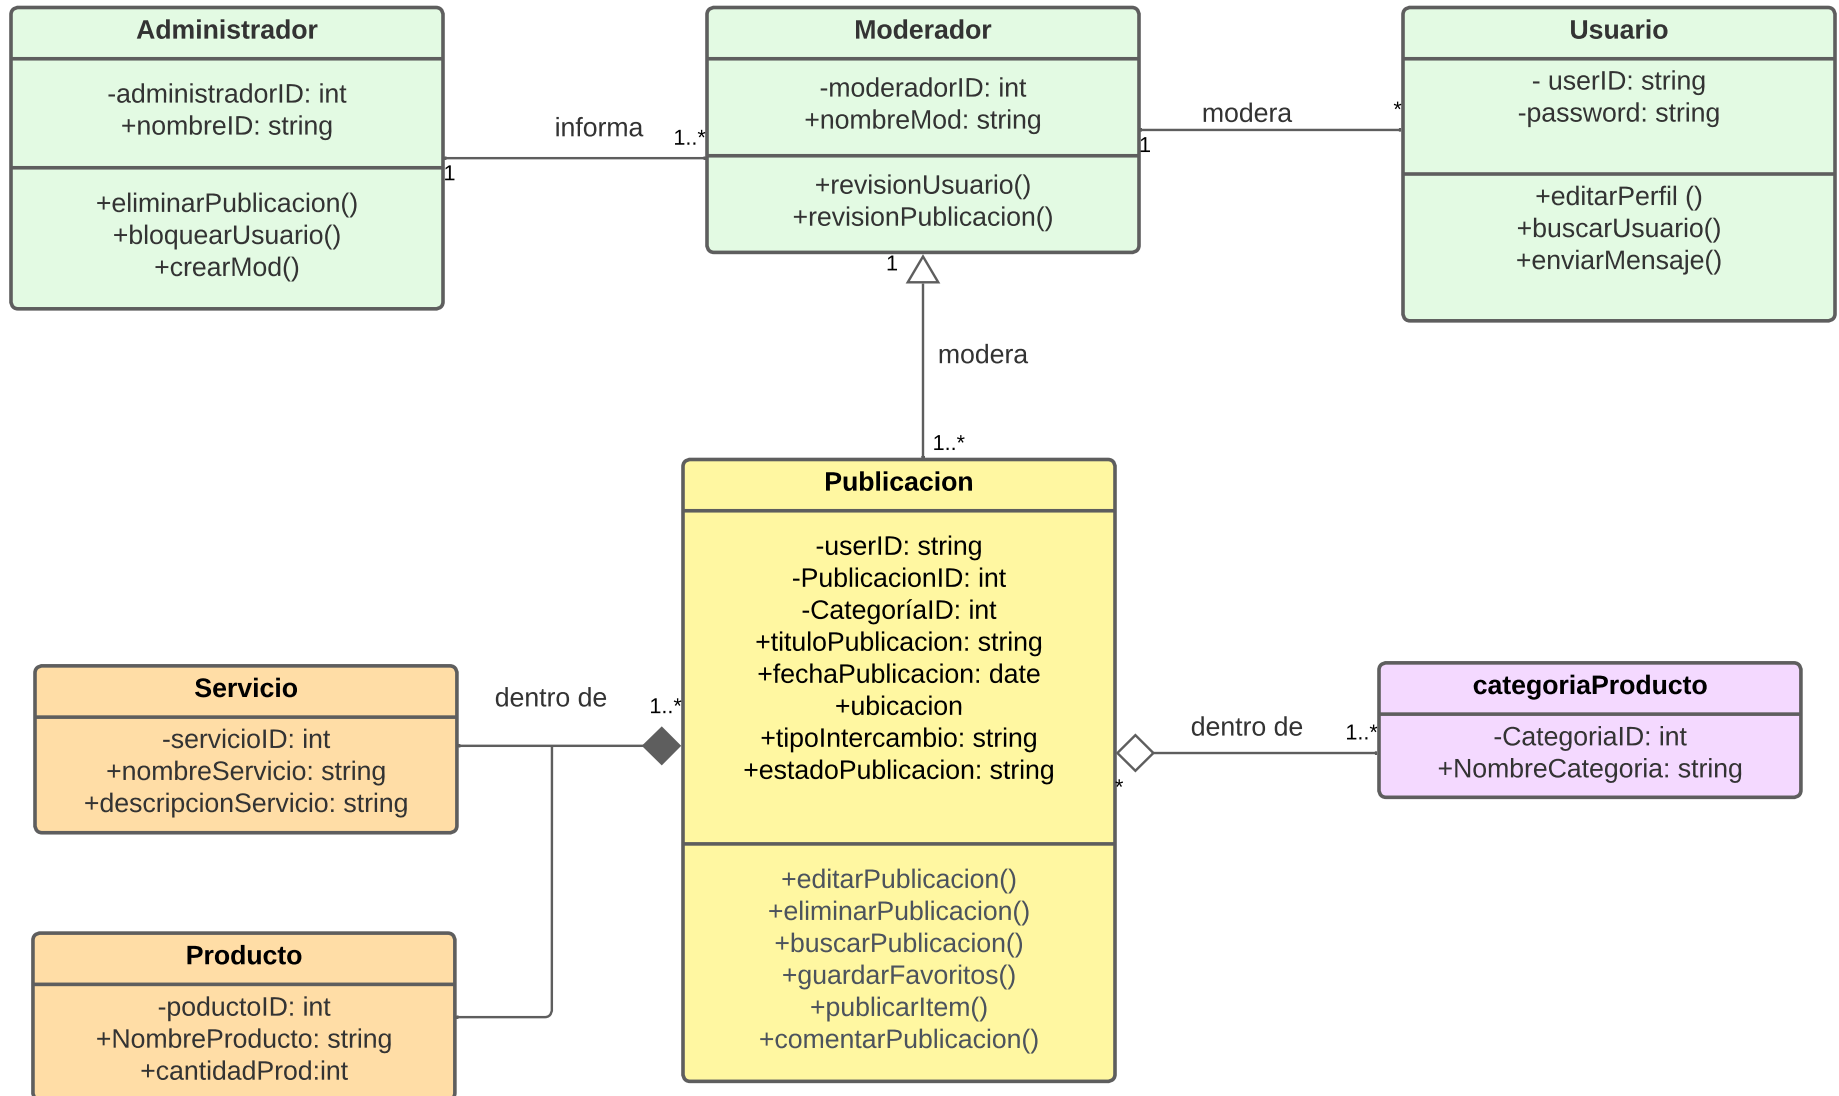 Administrador
-administradorID: int
+nombreID: string
+eliminarPublicacion()
+bloquearUsuario()
+crearMod()
informa
1
1..*
Moderador
-moderadorID: int
+nombreMod: string
+revisionUsuario()
+revisionPublicacion()
modera
1
*
Usuario
- userID: string
-password: string
+editarPerfil ()
+buscarUsuario()
+enviarMensaje()
1
modera
1..*
Publicacion
-userID: string
-PublicacionID: int
-CategoríaID: int
+tituloPublicacion: string
+fechaPublicacion: date
+ubicacion
+tipoIntercambio: string
+estadoPublicacion: string
+editarPublicacion()
+eliminarPublicacion()
+buscarPublicacion()
+guardarFavoritos()
+publicarItem()
+comentarPublicacion()
Servicio
-servicioID: int
+nombreServicio: string
+descripcionServicio: string
dentro de
1..*
Producto
-poductoID: int
+NombreProducto: string
+cantidadProd:int
*
dentro de
1..*
categoriaProducto
-CategoriaID: int
+NombreCategoria: string